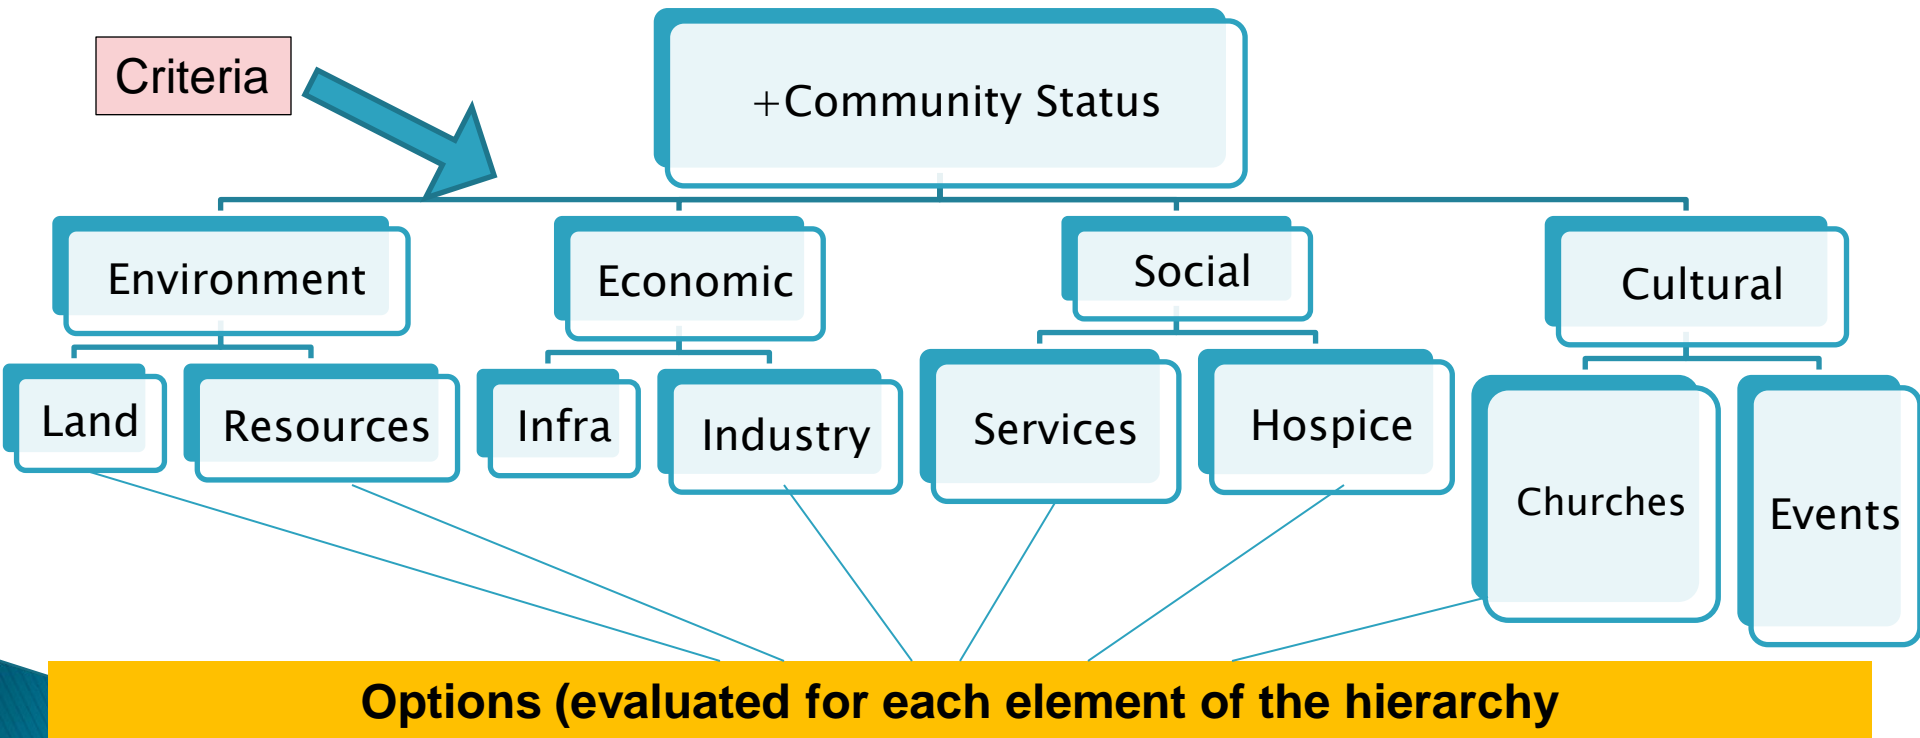 Criteria
+Community Status
Environment
Economic
Social
Cultural
Land
Resources
Infra
Industry
Services
Hospice
Churches
Events
Options (evaluated for each element of the hierarchy